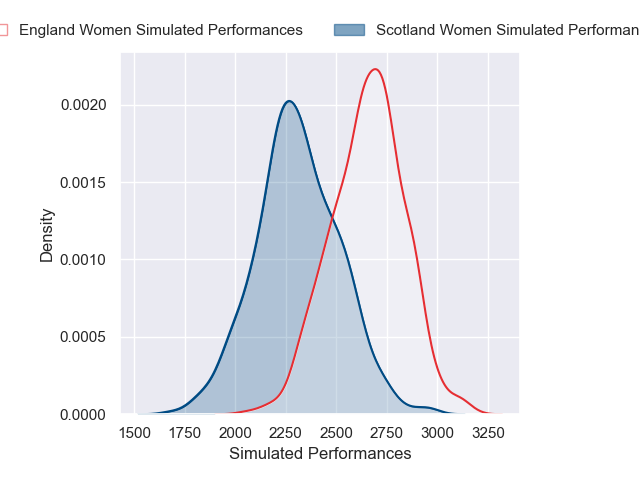 England Women Simulated Performances
Scotland Women Simulated
Density
0.0020
0.0015
0.0010
0.0005
0.0000
1500 1750 2000 2250 2500 2750 3000 3250
Simulated Performances